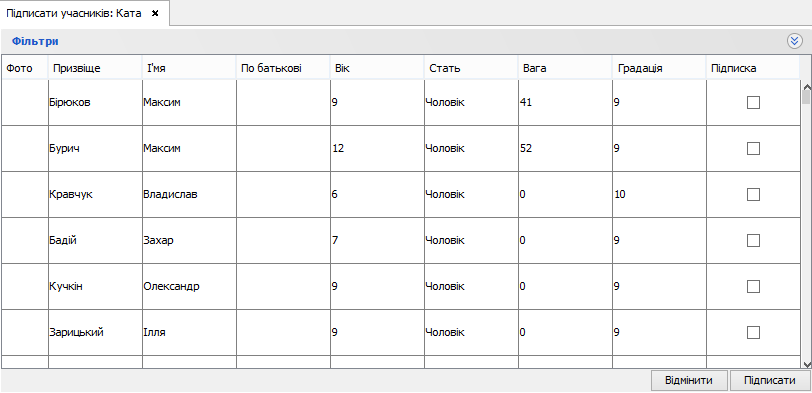 Підписати учасників: Ката
Фільтри
Фото Призвіще І'мя По батькові Вік Стать Вага Градація Підписка
Бірюков Максим 9 Чоловік 41 9
Бурич Максим 12 Чоловік 52 9
Кравчук Владислав 6 Чоловік 0 10
Бадій Захар 7 Чоловік 0 9
Кучкін Олександр 9 Чоловік 0 9
Зарицький Ілля 9 Чоловік 0 9
Відмінити Підписати